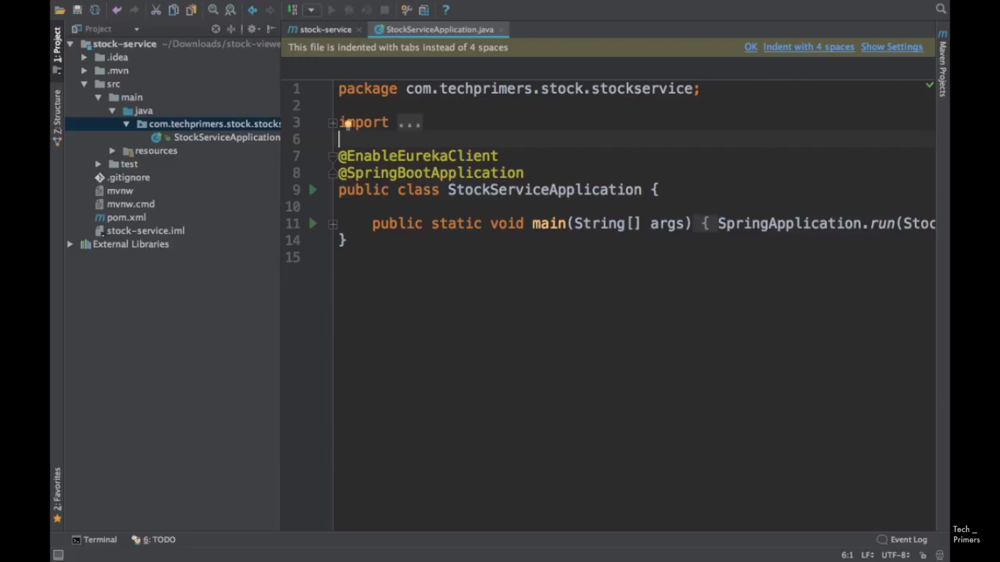 Project
stock-service
StockServiceApplication.java
1: Project
Z: Structure
2: Favorites
Maven Projects
This file is indented with tabs instead of 4 spaces
OK Indent with 4 spaces Show Settings
stock-service ~/Downloads/stock-viewe
.idea
.mvn
src
main
java
com.techprimers.stock.stocks
StockServiceApplication
resources
test
.gitignore
mvnw
mvnw.cmd
pom.xml
stock-service.iml
External Libraries
1 package com.techprimers.stock.stockservice;
2
3 import ...
6
7 @EnableEurekaClient
8 @SpringBootApplication
9 public class StockServiceApplication {
10
11 public static void main(String[] args) { SpringApplication.run(Stoc
14 }
15
Terminal
6: TODO
Event Log
6:1 LF UTF-8
Tech _
Primers